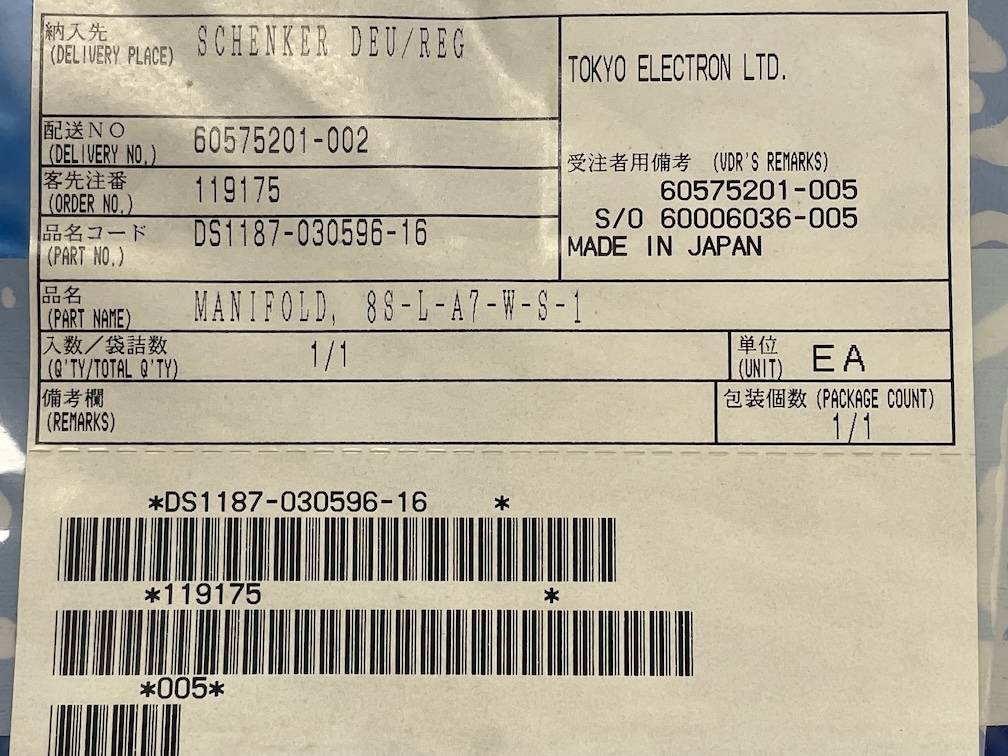 納入先
(DELIVERY PLACE)
SCHENKER DEU/REG
TOKYO ELECTRON LTD.
配送NO
(DELIVERY NO.)
60575201-002
受注者用備考 (VDR'S REMARKS)
60575201-005
S/O 60006036-005
MADE IN JAPAN
客先注番
(ORDER NO.)
119175
品名コード
(PART NO.)
DS1187-030596-16
品名
(PART NAME)
MANIFOLD, 8S-L-A7-W-S-1
入数／袋詰数
(Q'TY/TOTAL Q'TY)
1/1
単位
(UNIT)
EA
備考欄
(REMARKS)
包装個数 (PACKAGE COUNT)
1/1
*DS1187-030596-16 *
*119175 *
*005*